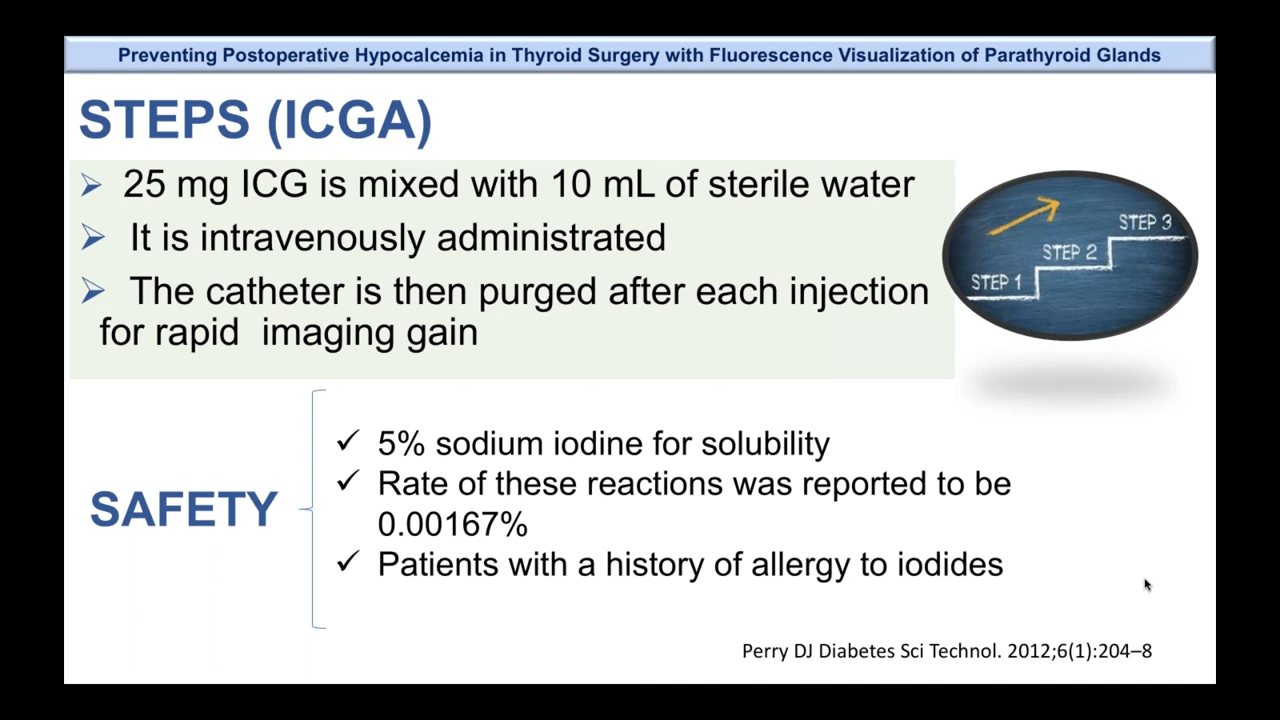 Preventing Postoperative Hypocalcemia in Thyroid Surgery with Fluorescence Visualization of Parathyroid Glands
STEPS (ICGA)
➢ 25 mg ICG is mixed with 10 mL of sterile water
➢ It is intravenously administrated
➢ The catheter is then purged after each injection
for rapid imaging gain
STEP 1
STEP 2
STEP 3
SAFETY
✓ 5% sodium iodine for solubility
✓ Rate of these reactions was reported to be
0.00167%
✓ Patients with a history of allergy to iodides
Perry DJ Diabetes Sci Technol. 2012;6(1):204–8